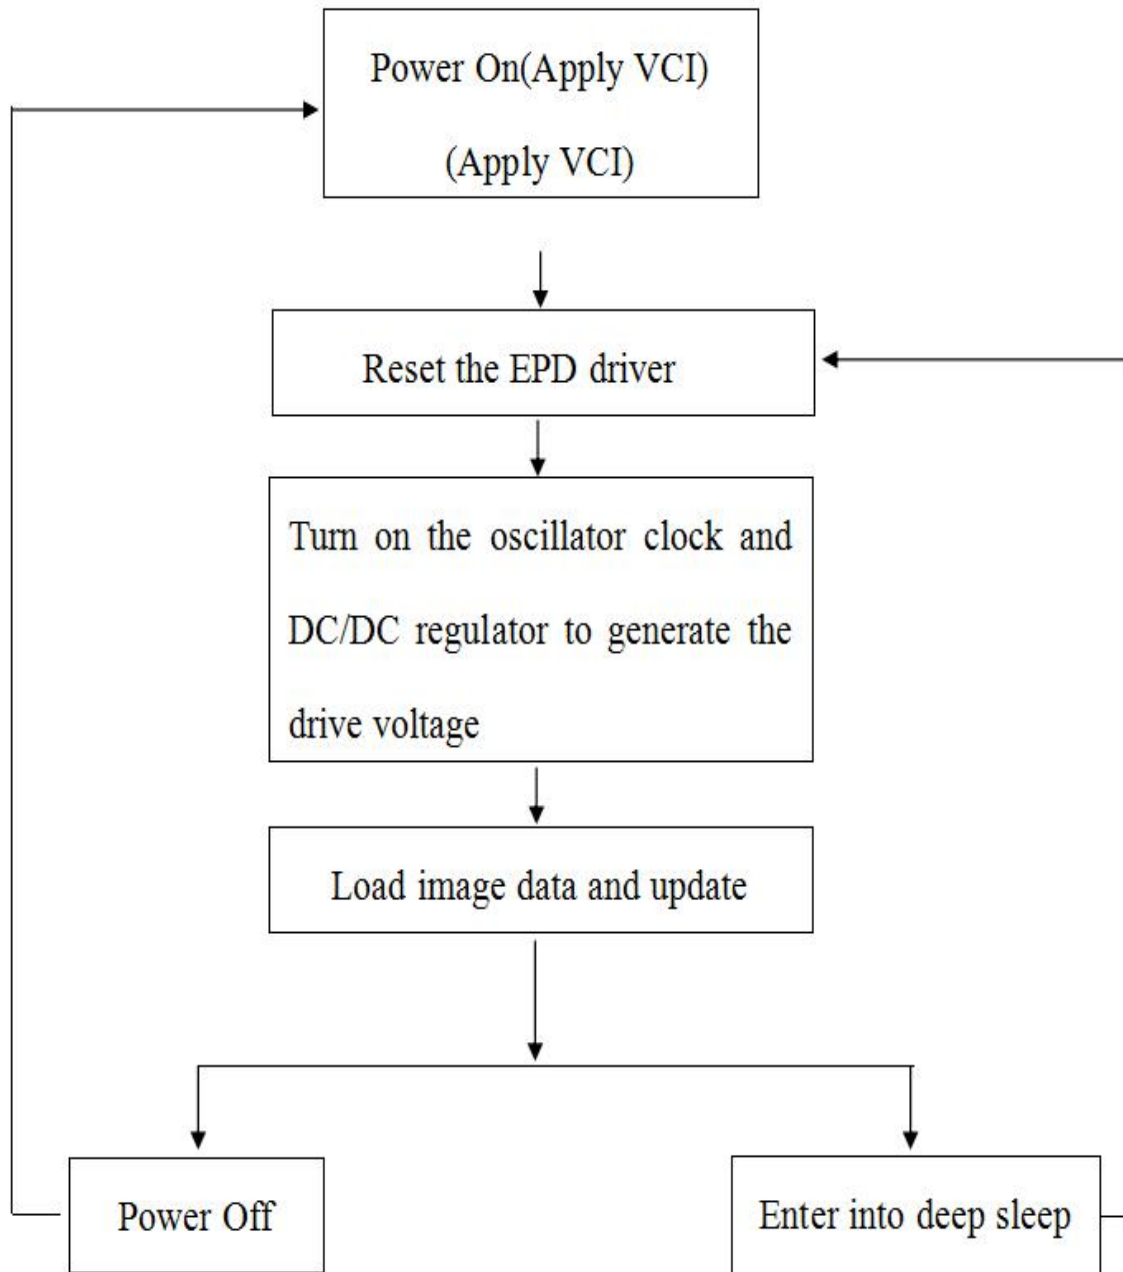 Power On(Apply VCI)
(Apply VCI)
Reset the EPD driver
Turn on the oscillator clock and
DC/DC regulator to generate the
drive voltage
Load image data and update
Power Off
Enter into deep sleep